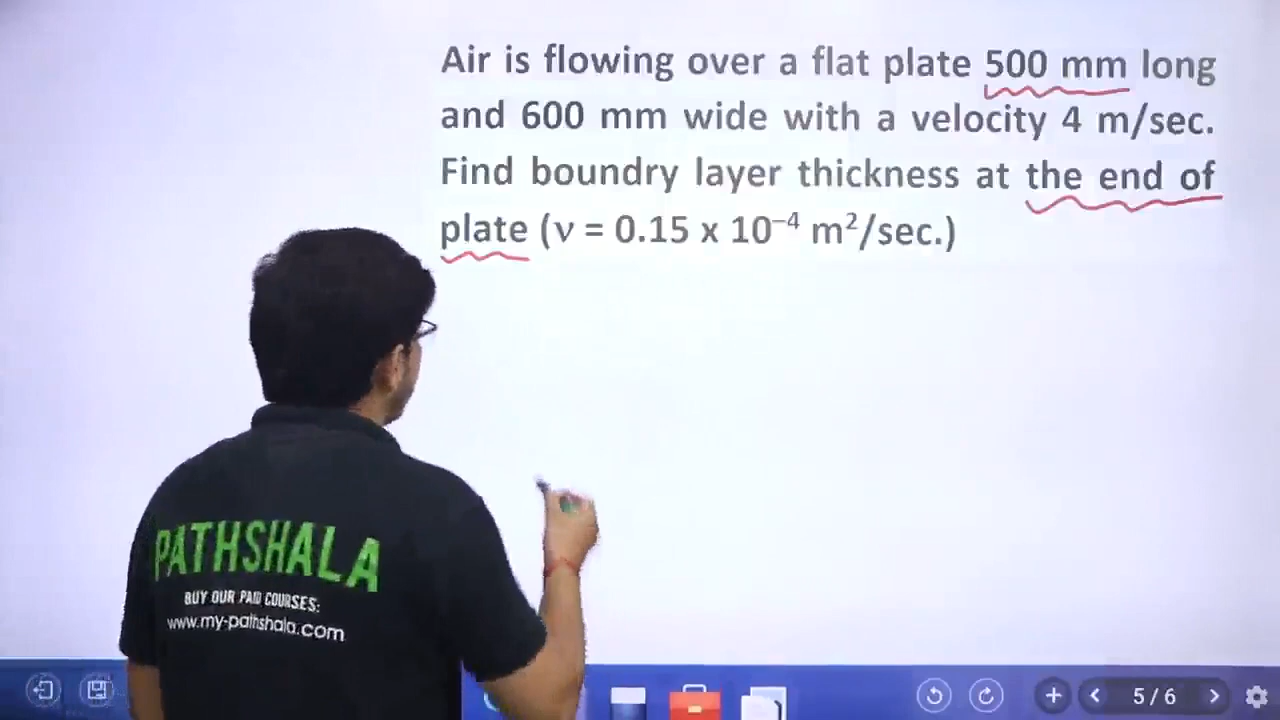 Air is flowing over a flat plate 500 mm long
and 600 mm wide with a velocity 4 m/sec.
Find boundry layer thickness at the end of
plate (ν = 0.15 x 10⁻⁴ m²/sec.)
PATHSHALA
BUY OUR PAID COURSES:
www.my-pathshala.com
5 / 6